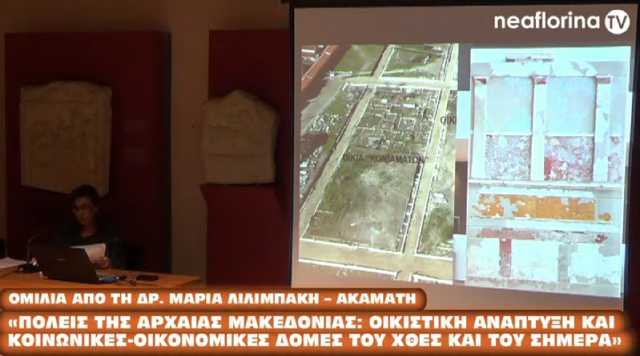 neaflorina TV
ΟΙΚ
ΟΙΚΙΑ "ΚΟΝΙΑΜΑΤΩΝ"
ΟΜΙΛΙΑ ΑΠΟ ΤΗ ΔΡ. ΜΑΡΙΑ ΛΙΛΙΜΠΑΚΗ – ΑΚΑΜΑΤΗ
«ΠΟΛΕΙΣ ΤΗΣ ΑΡΧΑΙΑΣ ΜΑΚΕΔΟΝΙΑΣ: ΟΙΚΙΣΤΙΚΗ ΑΝΑΠΤΥΞΗ ΚΑΙ
ΚΟΙΝΩΝΙΚΕΣ-ΟΙΚΟΝΟΜΙΚΕΣ ΔΟΜΕΣ ΤΟΥ ΧΘΕΣ ΚΑΙ ΤΟΥ ΣΗΜΕΡΑ»